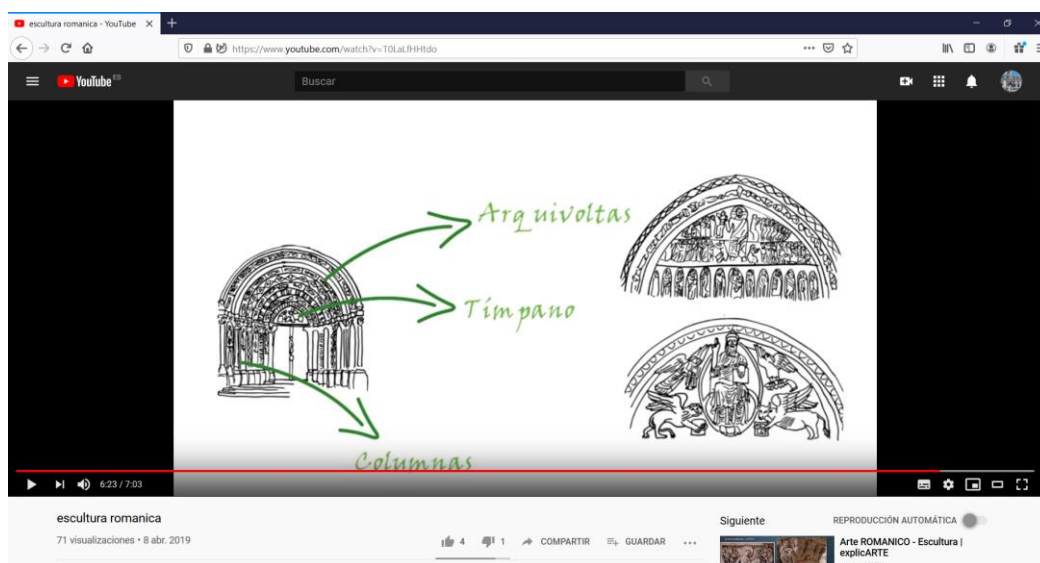 escultura romanica - YouTube
https://www.youtube.com/watch?v=T0LaLfHHtdo
YouTube ES
Buscar
Arquivoltas
Tímpano
Columnas
6:23 / 7:03
escultura romanica
71 visualizaciones • 8 abr. 2019
4 1 COMPARTIR GUARDAR
Siguiente
REPRODUCCIÓN AUTOMÁTICA
Arte ROMANICO - Escultura |
explicARTE